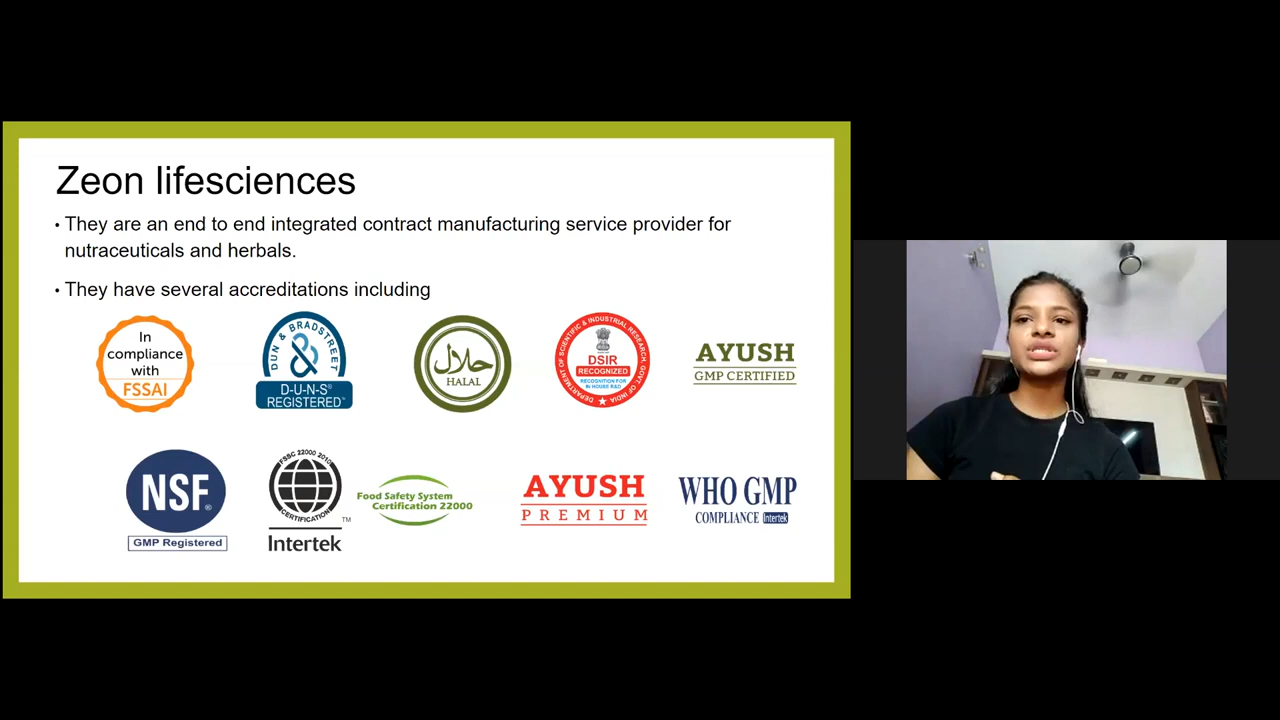 Zeon lifesciences
• They are an end to end integrated contract manufacturing service provider for
nutraceuticals and herbals.
• They have several accreditations including
In
compliance
with
FSSAI
DUN & BRADSTREET
D-U-N-S®
REGISTERED™
حلال
HALAL
DEPARTMENT OF SCIENTIFIC & INDUSTRIAL RESEARCH, GOVT. OF INDIA
DSIR
RECOGNIZED
RECOGNITION FOR
IN HOUSE R&D
AYUSH
GMP CERTIFIED
NSF®
GMP Registered
FSSC 22000 2010
CERTIFICATION
TM
Intertek
Food Safety System
Certification 22000
AYUSH
PREMIUM
WHO GMP
COMPLIANCE Intertek